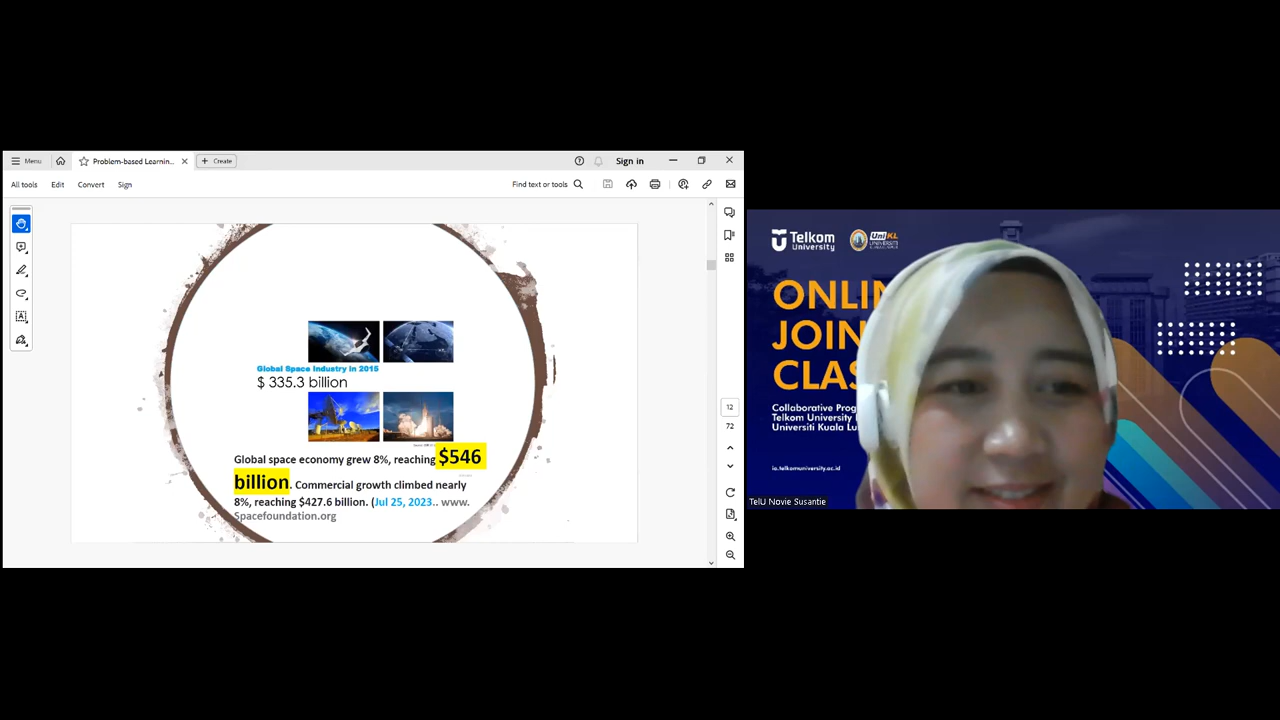 Menu
Problem-based Learnin...
Create
Sign in
All tools
Edit
Convert
Sign
Find text or tools
Global Space Industry in 2015
$ 335.3 billion
Global space economy grew 8%, reaching $546
billion. Commercial growth climbed nearly
8%, reaching $427.6 billion. (Jul 25, 2023.. www.
Spacefoundation.org
12
72
Telkom
University
UniKL
ONLIN
JOIN
CLAS
Collaborative Prog
Telkom University
Universiti Kuala Lu
io.telkomuniversity.ac.id
TelU Novie Susantie